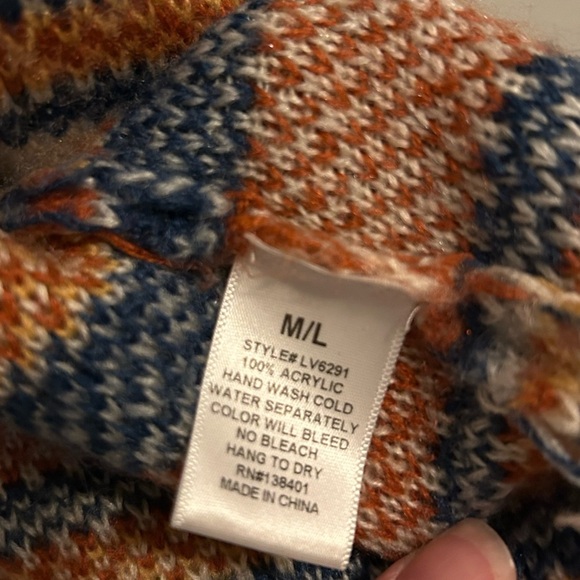 M/L
STYLE# LV6291
100% ACRYLIC
HAND WASH COLD
WATER SEPARATELY
COLOR WILL BLEED
NO BLEACH
HANG TO DRY
RN#138401
MADE IN CHINA